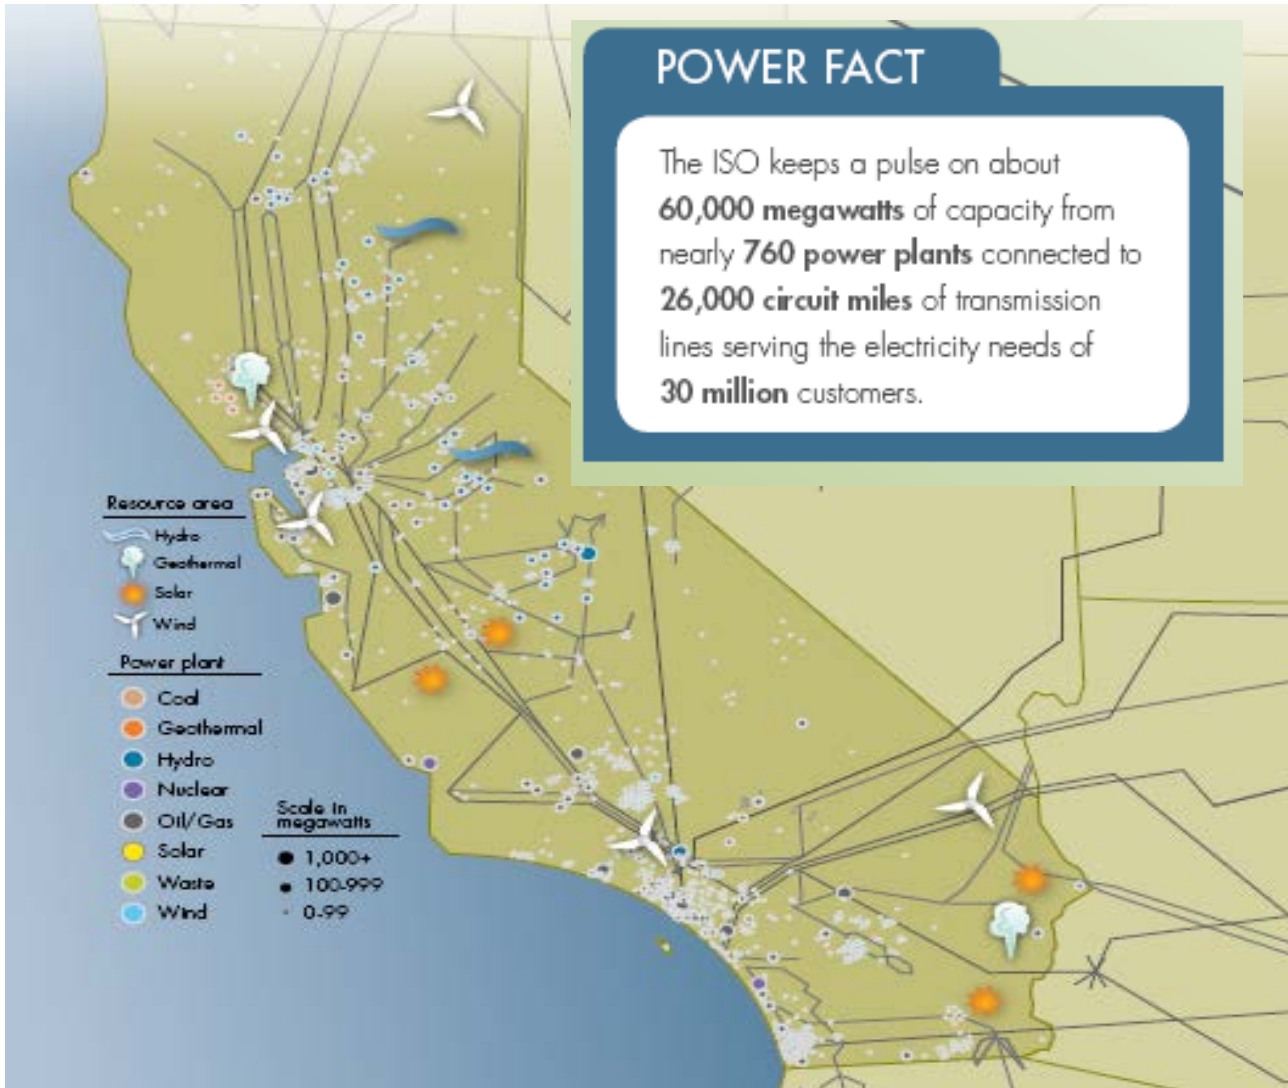 POWER FACT
The ISO keeps a pulse on about
60,000 megawatts of capacity from
nearly 760 power plants connected to
26,000 circuit miles of transmission
lines serving the electricity needs of
30 million customers.
Resource area
Hydro
Geothermal
Solar
Wind
Power plant
Coal
Geothermal
Hydro
Nuclear
Oil/Gas
Solar
Waste
Wind
Scale in
megawatts
1,000+
100-999
0-99